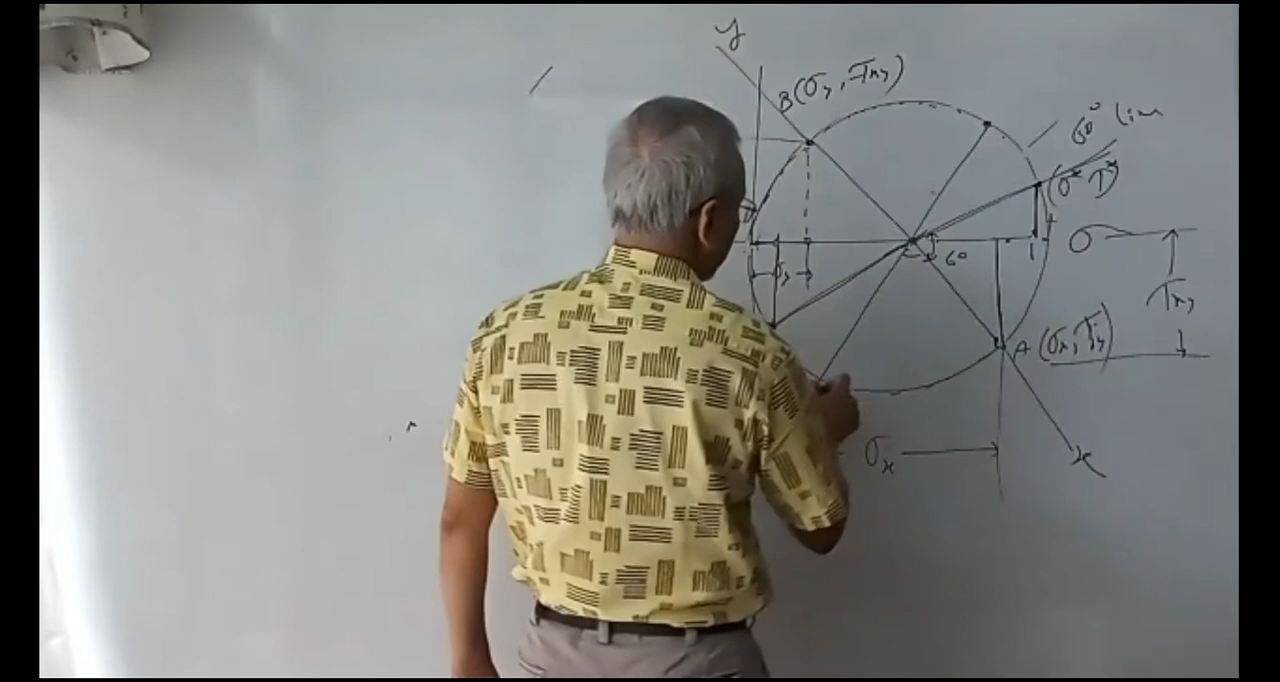 y
B(σy, -τxy)
60° line
(σ* τ*)
σ
60
σy
τxy
A (σx, τxy)
σx
x